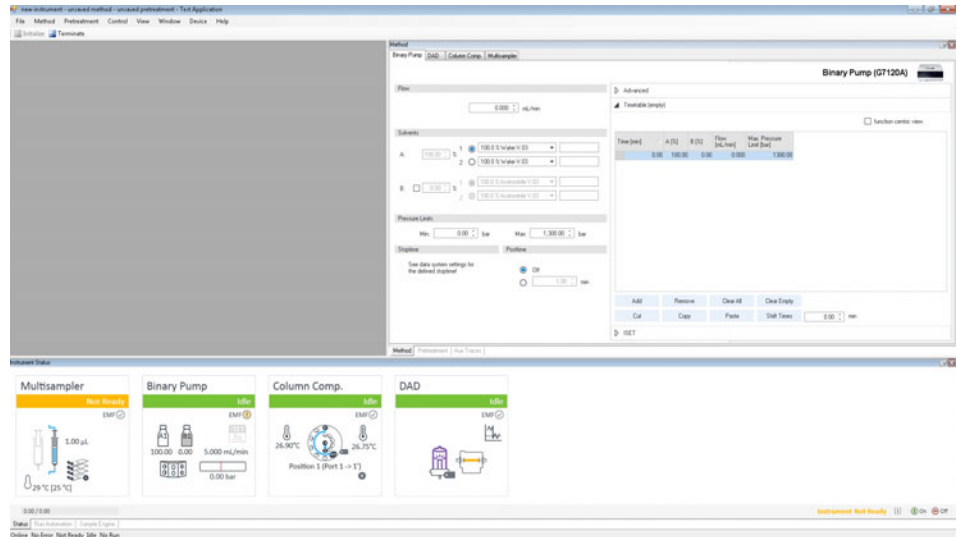 new instrument - unsaved method - unsaved pretreatment - Test Application
File Method Pretreatment Control View Window Device Help
Initialize Terminate
Method
Binary Pump DAD Column Comp. Multisampler
Binary Pump (G7120A)
Flow
0.000 mL/min
Solvents
A: 100.00 % 1 100.0 % Water V.03
2 100.0 % Water V.03
B: 0.00 % 1 100.0 % Acetonitrile V.03
2 100.0 % Acetonitrile V.03
Pressure Limits
Min: 0.00 bar Max: 1,300.00 bar
Stoptime Posttime
See data system settings for
the defined stoptime!
Off
1.00 min
Advanced
Timetable (empty)
function centric view
Time [min] A [%] B [%] Flow [mL/min] Max. Pressure Limit [bar]
0.00 100.00 0.00 0.000 1300.00
Add Remove Clear All Clear Empty
Cut Copy Paste Shift Times 0.00 min
ISET
Method Pretreatment Aux Traces
Instrument Status
Multisampler
Not Ready
EMF
1.00 µL
29 °C [25 °C]
Binary Pump
Idle
EMF
A1 B1
100.00 0.00 5.000 mL/min
0.00 bar
Column Comp.
Idle
EMF
26.90°C 26.75°C
Position 1 (Port 1 -> 1')
DAD
Idle
EMF
0.00 / 0.00
Instrument Not Ready On Off
Status Run Automation Sample Engine
Online No Error Not Ready Idle No Run